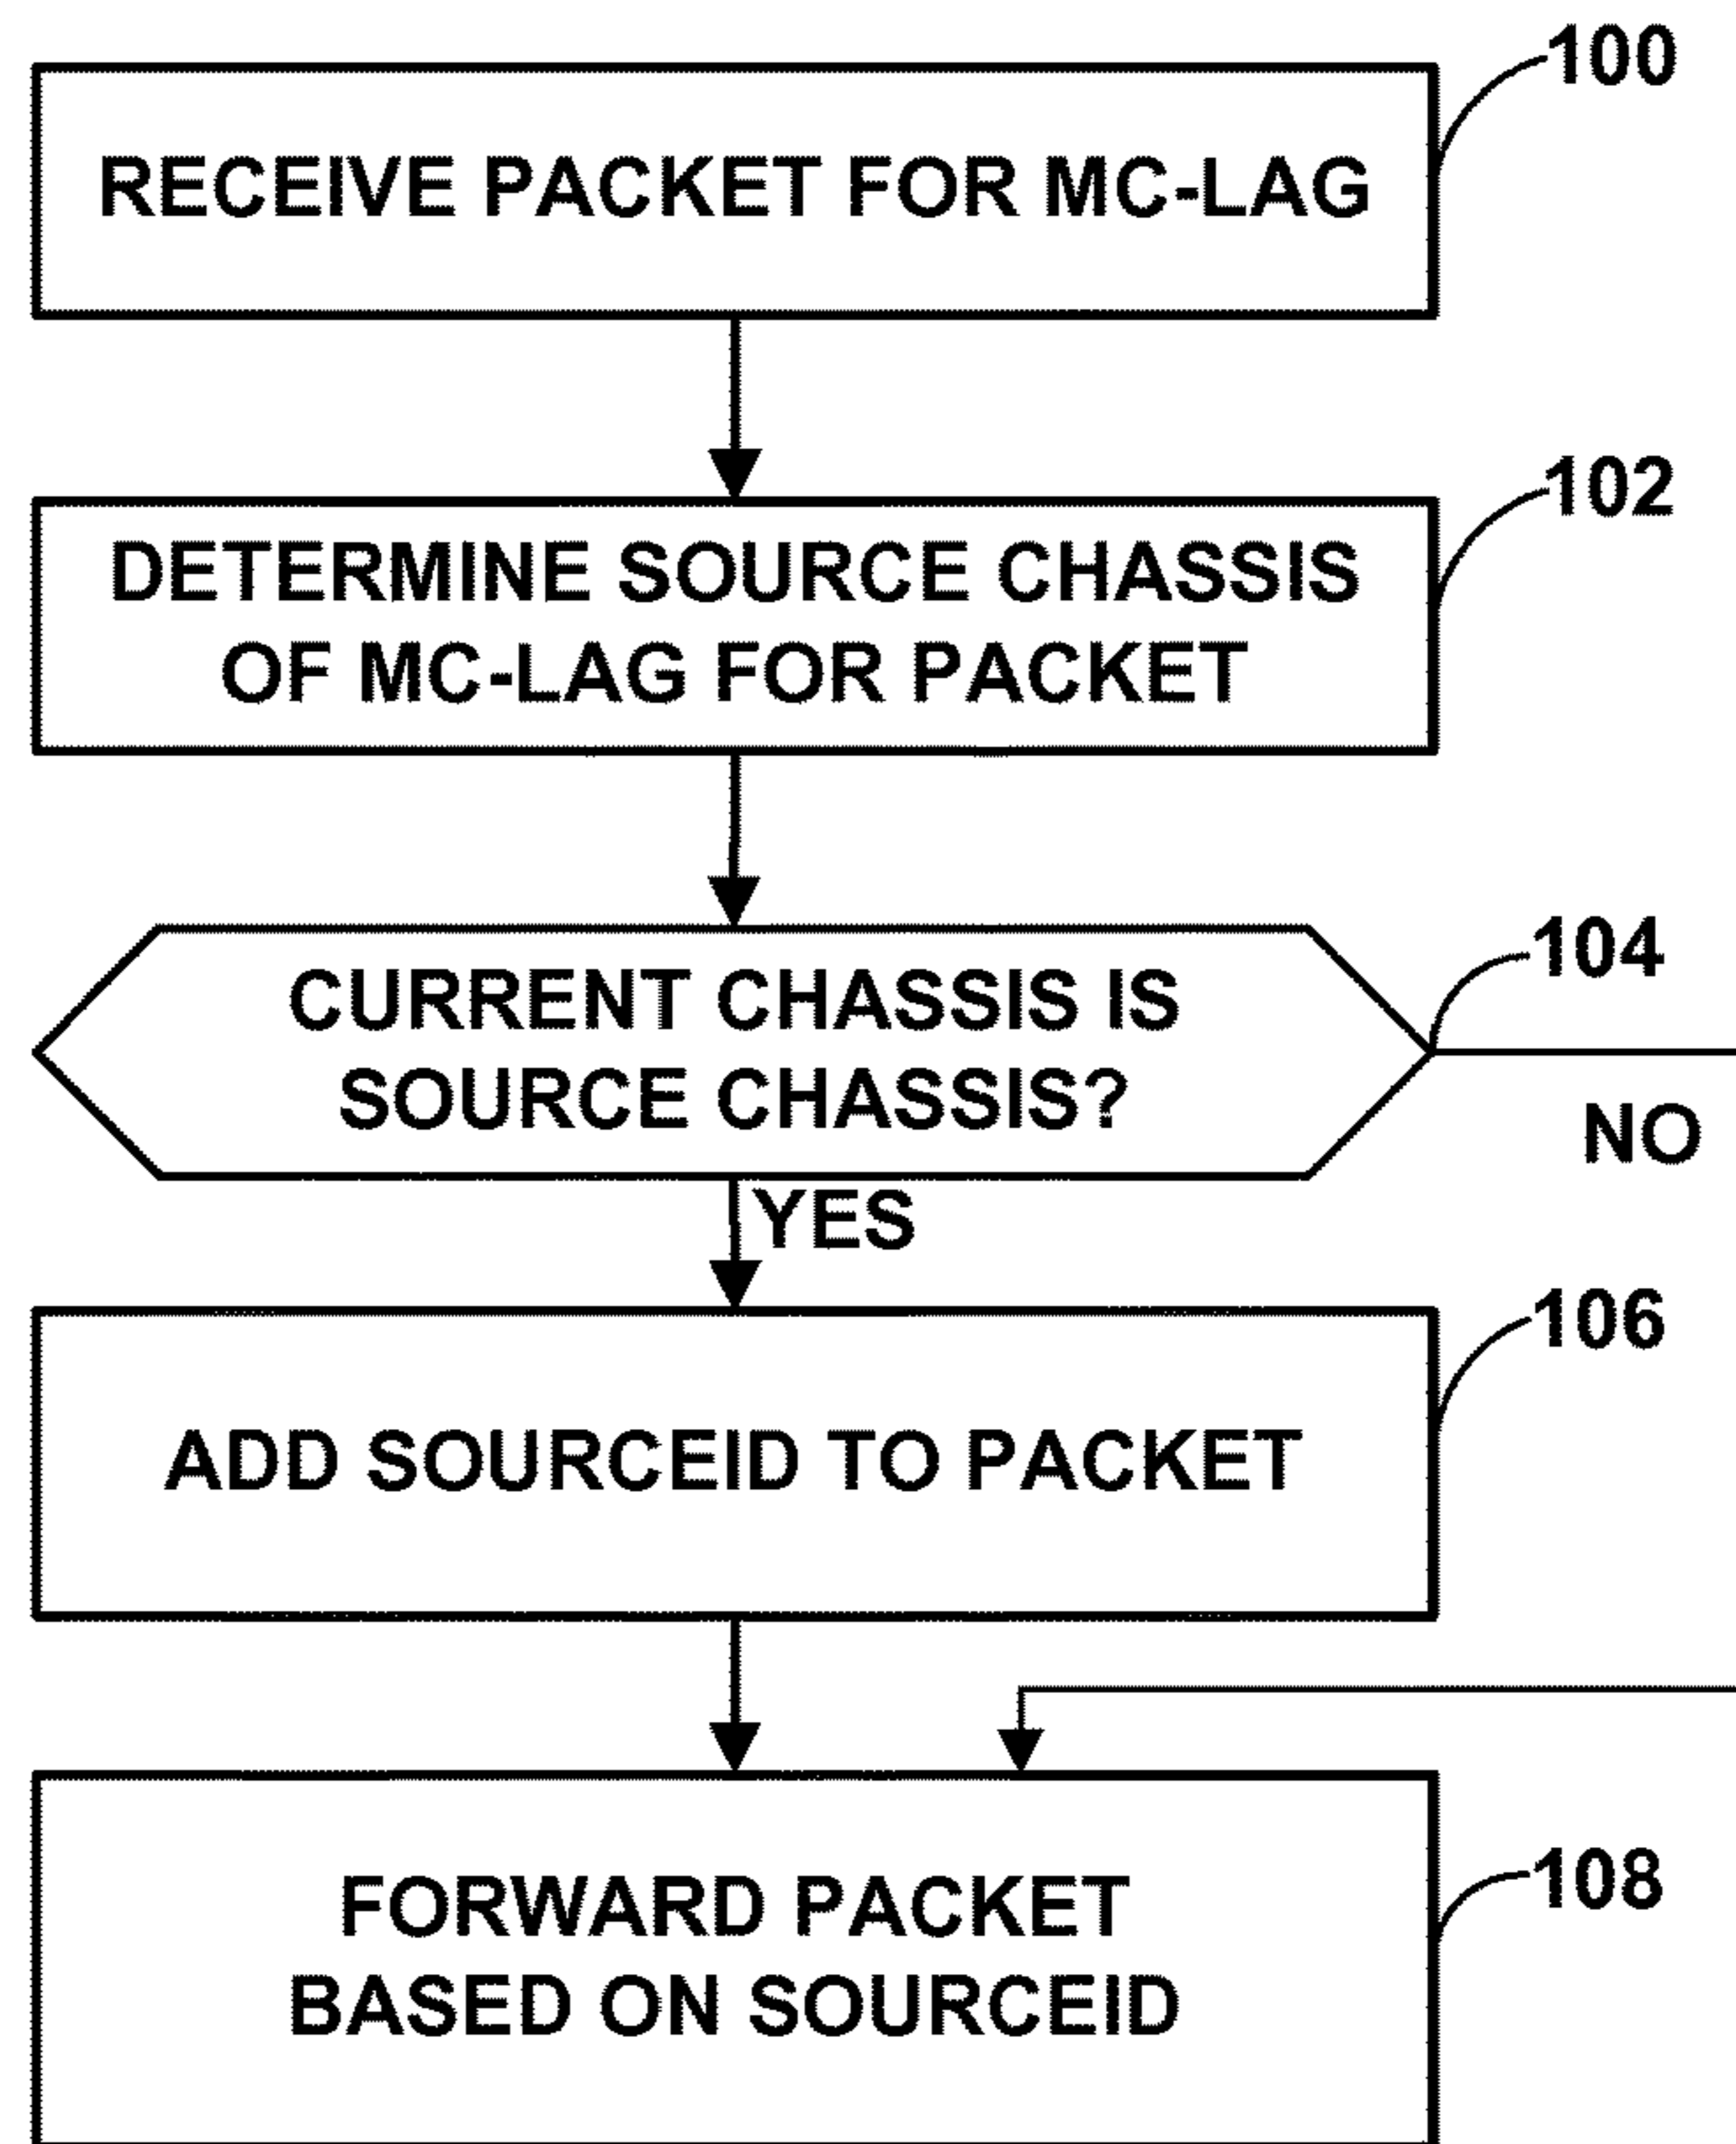 100
RECEIVE PACKET FOR MC-LAG
102
DETERMINE SOURCE CHASSIS
OF MC-LAG FOR PACKET
104
CURRENT CHASSIS IS
SOURCE CHASSIS?
NO
YES
106
ADD SOURCEID TO PACKET
108
FORWARD PACKET
BASED ON SOURCEID